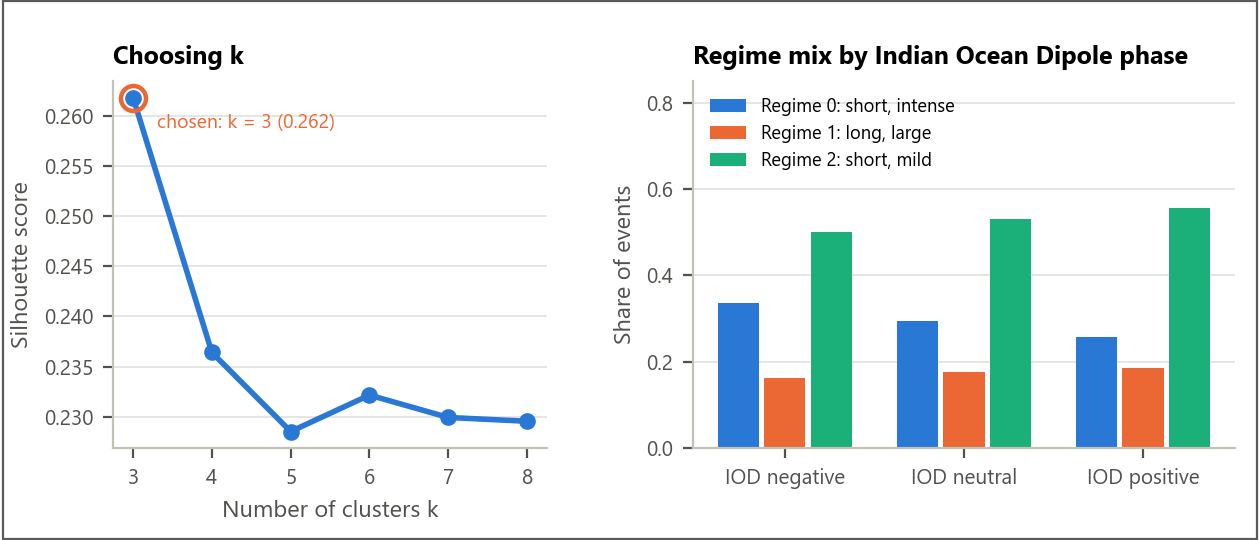 Choosing k
Silhouette score
0.260
0.255
0.250
0.245
0.240
0.235
0.230
chosen: k = 3 (0.262)
3 4 5 6 7 8
Number of clusters k
Regime mix by Indian Ocean Dipole phase
Share of events
0.8
0.6
0.4
0.2
0.0
Regime 0: short, intense
Regime 1: long, large
Regime 2: short, mild
IOD negative IOD neutral IOD positive